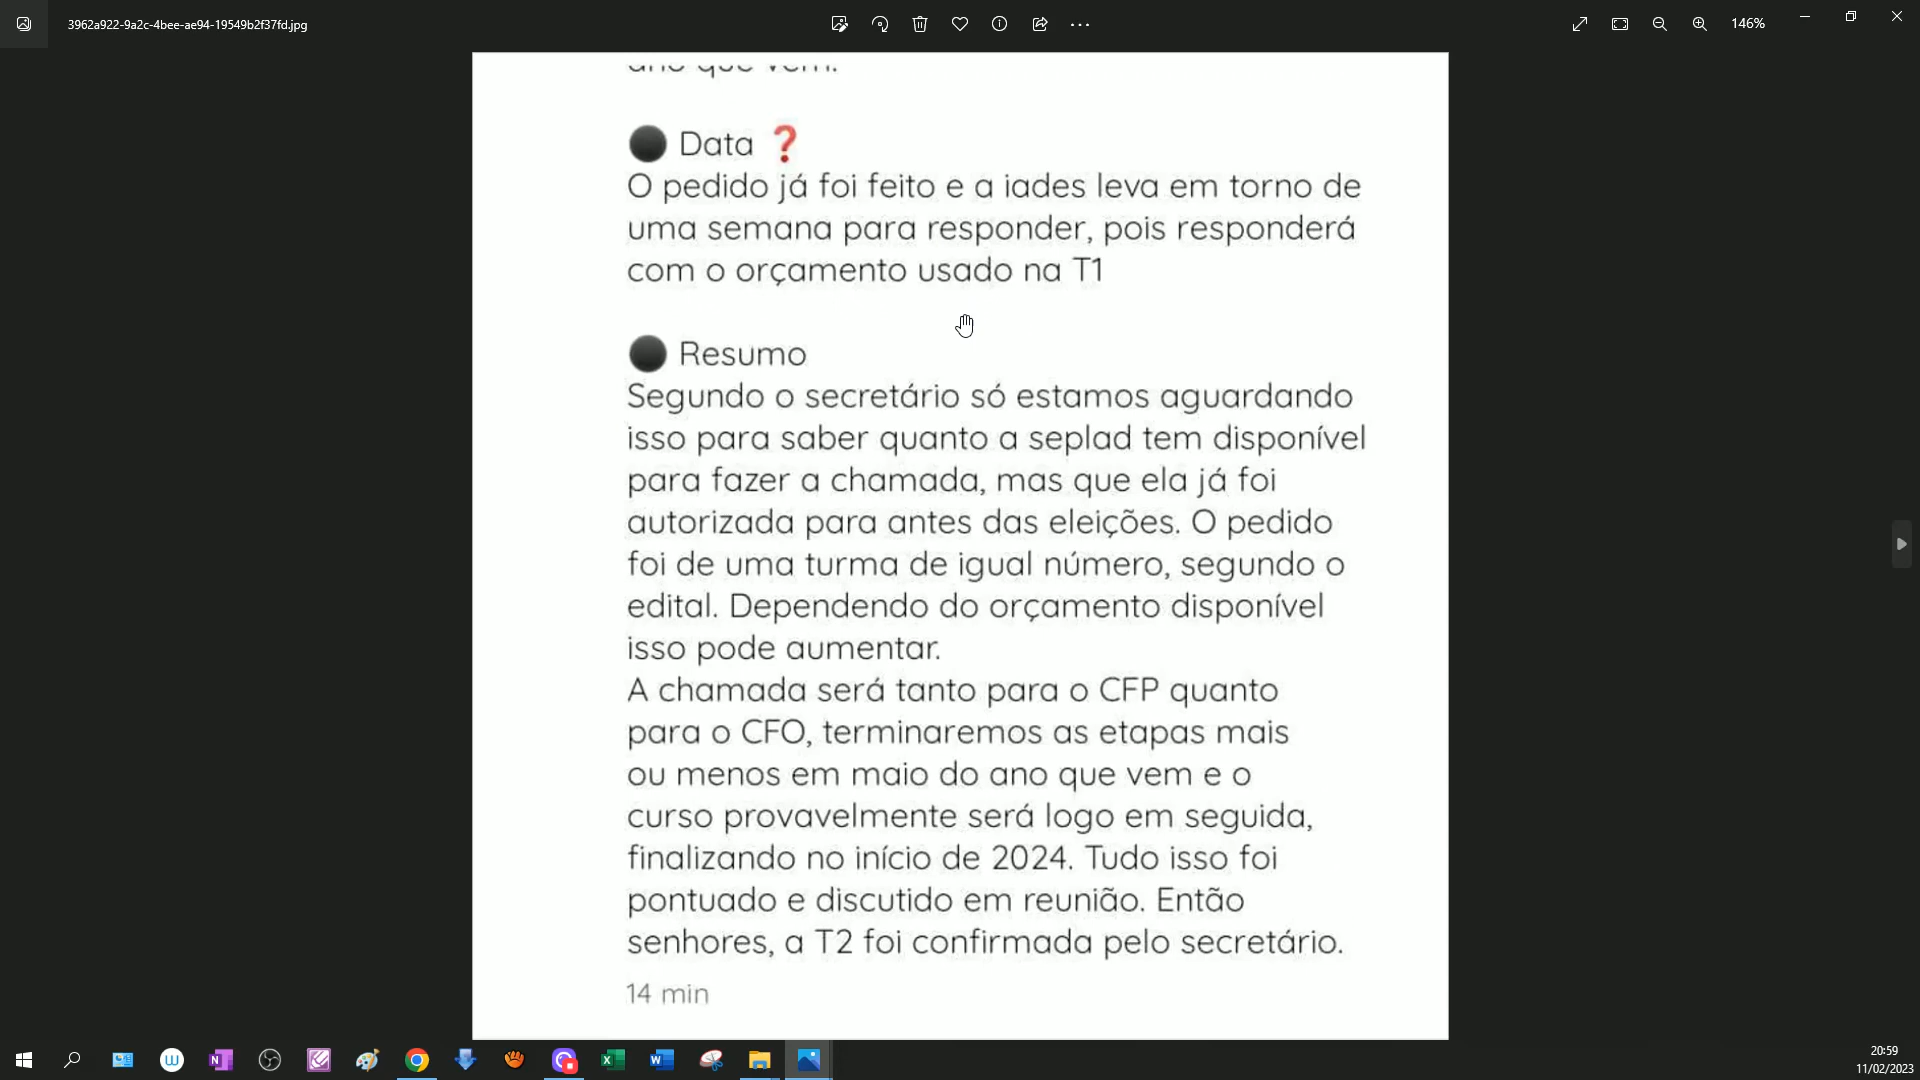 3962a922-9a2c-4bee-ae94-19549b2f37fd.jpg
146%
ano que vem.
Data ❓
O pedido já foi feito e a iades leva em torno de
uma semana para responder, pois responderá
com o orçamento usado na T1
Resumo
Segundo o secretário só estamos aguardando
isso para saber quanto a seplad tem disponível
para fazer a chamada, mas que ela já foi
autorizada para antes das eleições. O pedido
foi de uma turma de igual número, segundo o
edital. Dependendo do orçamento disponível
isso pode aumentar.
A chamada será tanto para o CFP quanto
para o CFO, terminaremos as etapas mais
ou menos em maio do ano que vem e o
curso provavelmente será logo em seguida,
finalizando no início de 2024. Tudo isso foi
pontuado e discutido em reunião. Então
senhores, a T2 foi confirmada pelo secretário.
14 min
20:59
11/02/2023